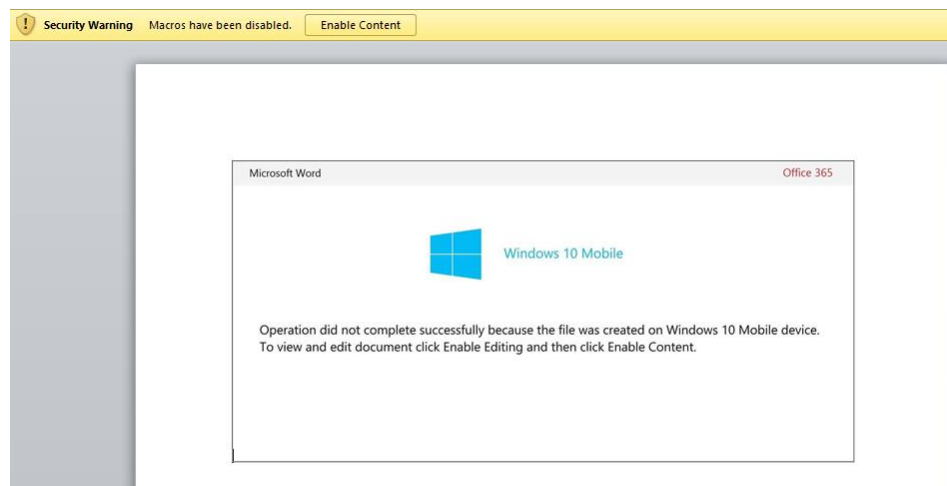 Security Warning Macros have been disabled. Enable Content
Microsoft Word Office 365
Windows 10 Mobile
Operation did not complete successfully because the file was created on Windows 10 Mobile device.
To view and edit document click Enable Editing and then click Enable Content.